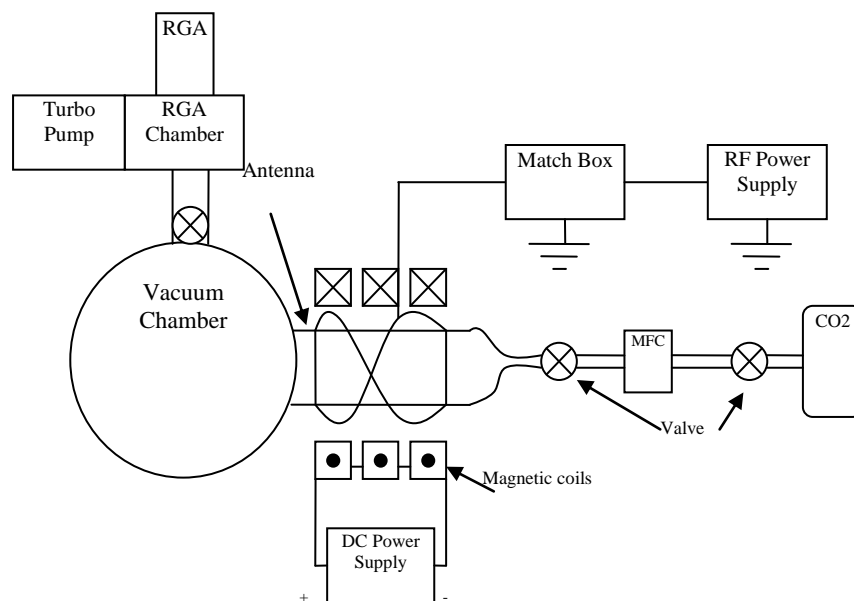 RGA
Turbo
Pump
RGA
Chamber
Antenna
Match Box
RF Power
Supply
Vacuum
Chamber
MFC
CO2
Valve
Magnetic coils
DC Power
Supply
+
-